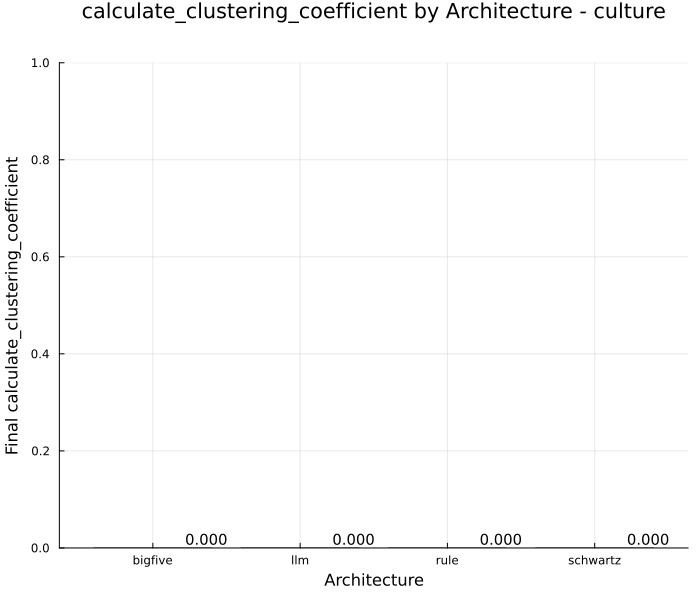 calculate_clustering_coefficient by Architecture - culture
Final calculate_clustering_coefficient
1.0
0.8
0.6
0.4
0.2
0.0
0.000 0.000 0.000 0.000
bigfive llm rule schwartz
Architecture